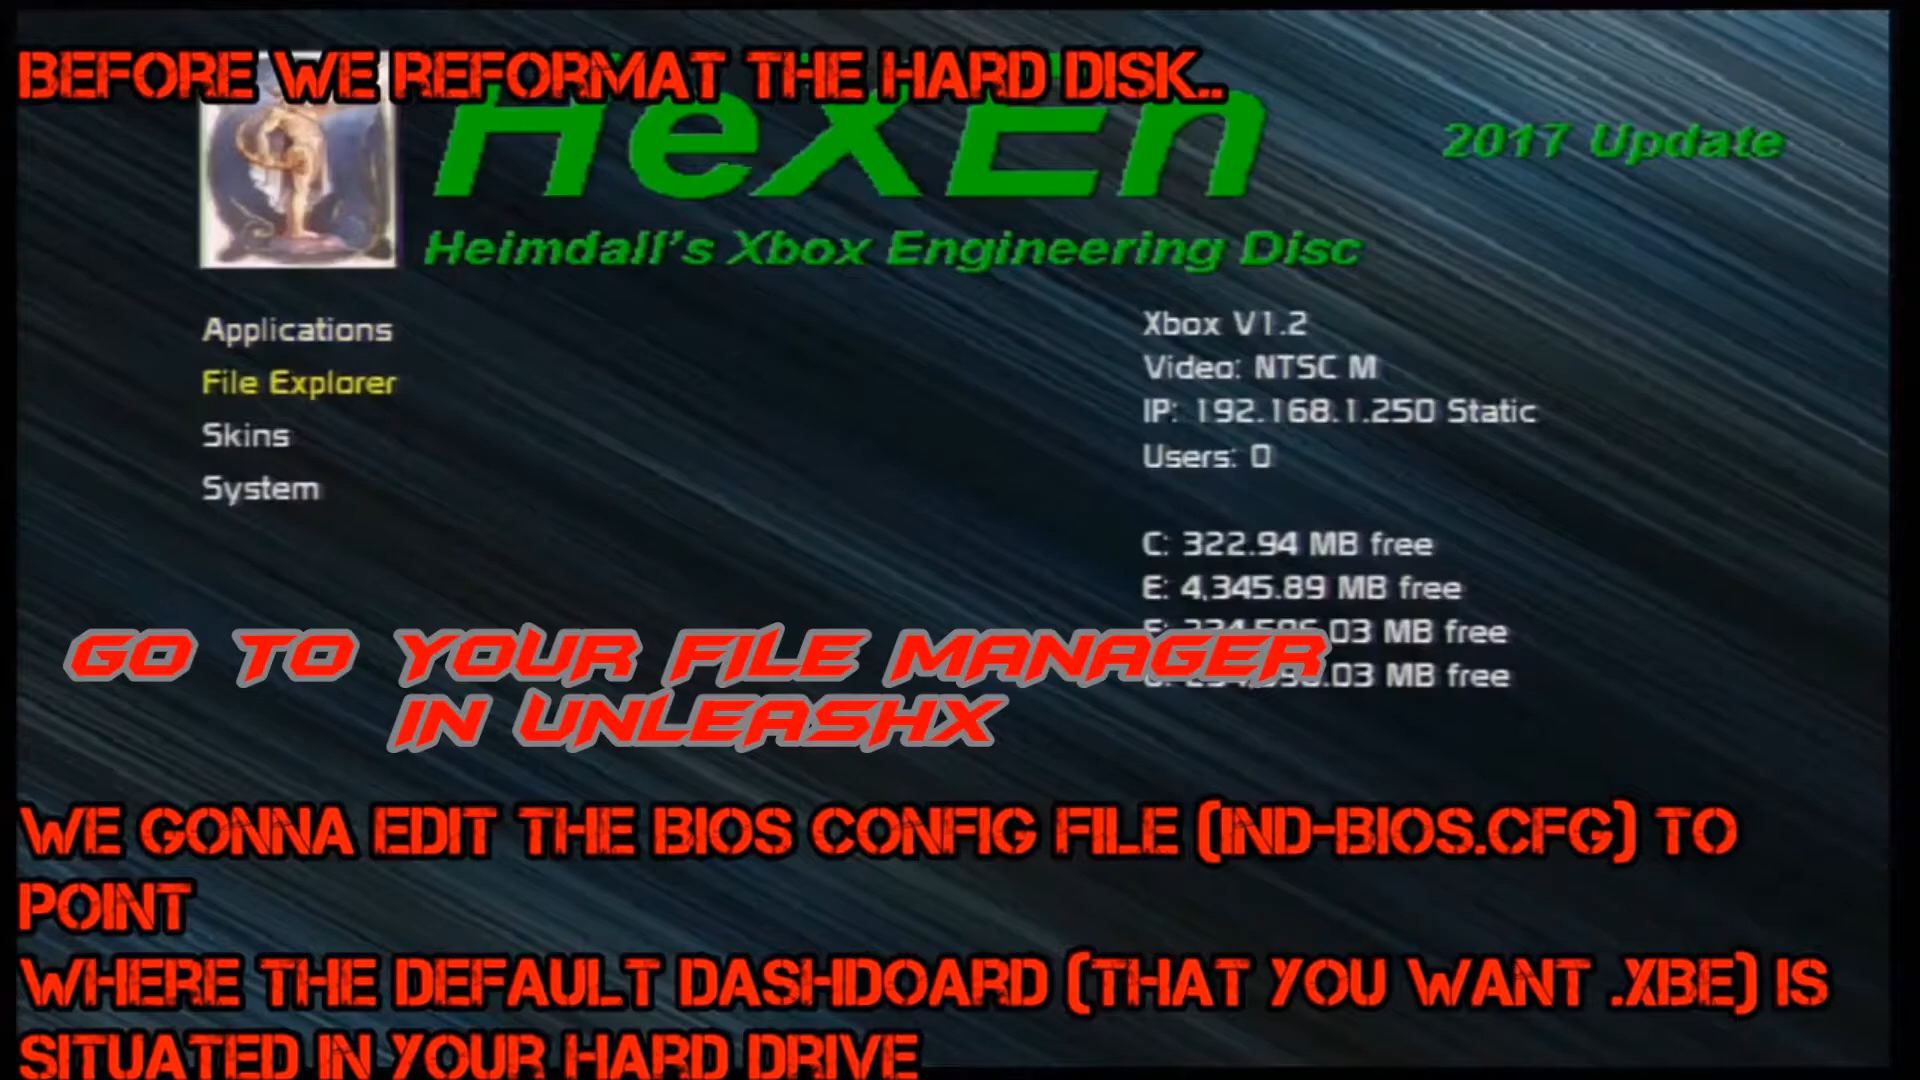 BEFORE WE REFORMAT THE HARD DISK..
HeXEn
2017 Update
Heimdall's Xbox Engineering Disc
Applications
File Explorer
Skins
System
Xbox V1.2
Video: NTSC M
IP: 192.168.1.250 Static
Users: 0
C: 322.94 MB free
E: 4,345.89 MB free
.03 MB free
.03 MB free
GO TO YOUR FILE MANAGER
IN UNLEASHX
WE GONNA EDIT THE BIOS CONFIG FILE (IND-BIOS.CFG) TO
POINT
WHERE THE DEFAULT DASHDOARD (THAT YOU WANT .XBE) IS
SITUATED IN YOUR HARD DRIVE